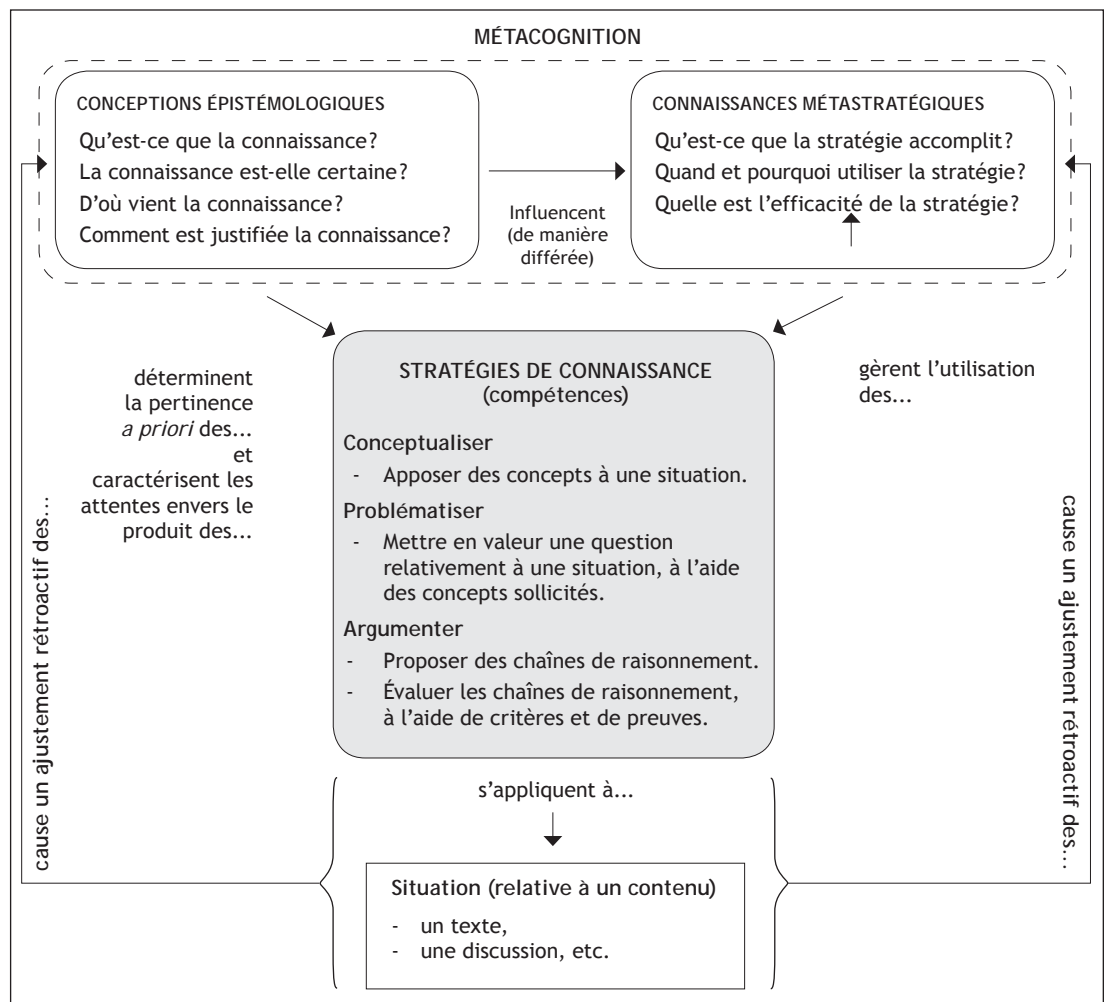 MÉTACOGNITION
CONCEPTIONS ÉPISTÉMOLOGIQUES
Qu'est-ce que la connaissance?
La connaissance est-elle certaine?
D'où vient la connaissance?
Comment est justifiée la connaissance?
Influencent
(de manière
différée)
CONNAISSANCES MÉTASTRATÉGIQUES
Qu'est-ce que la stratégie accomplit?
Quand et pourquoi utiliser la stratégie?
Quelle est l'efficacité de la stratégie?
déterminent
la pertinence
a priori des...
et
caractérisent les
attentes envers le
produit des...
gèrent l'utilisation
des...
STRATÉGIES DE CONNAISSANCE
(compétences)
Conceptualiser
- Apposer des concepts à une situation.
Problématiser
- Mettre en valeur une question
relativement à une situation, à l'aide
des concepts sollicités.
Argumenter
- Proposer des chaînes de raisonnement.
- Évaluer les chaînes de raisonnement,
à l'aide de critères et de preuves.
cause un ajustement rétroactif des...
cause un ajustement rétroactif des...
s'appliquent à...
Situation (relative à un contenu)
- un texte,
- une discussion, etc.